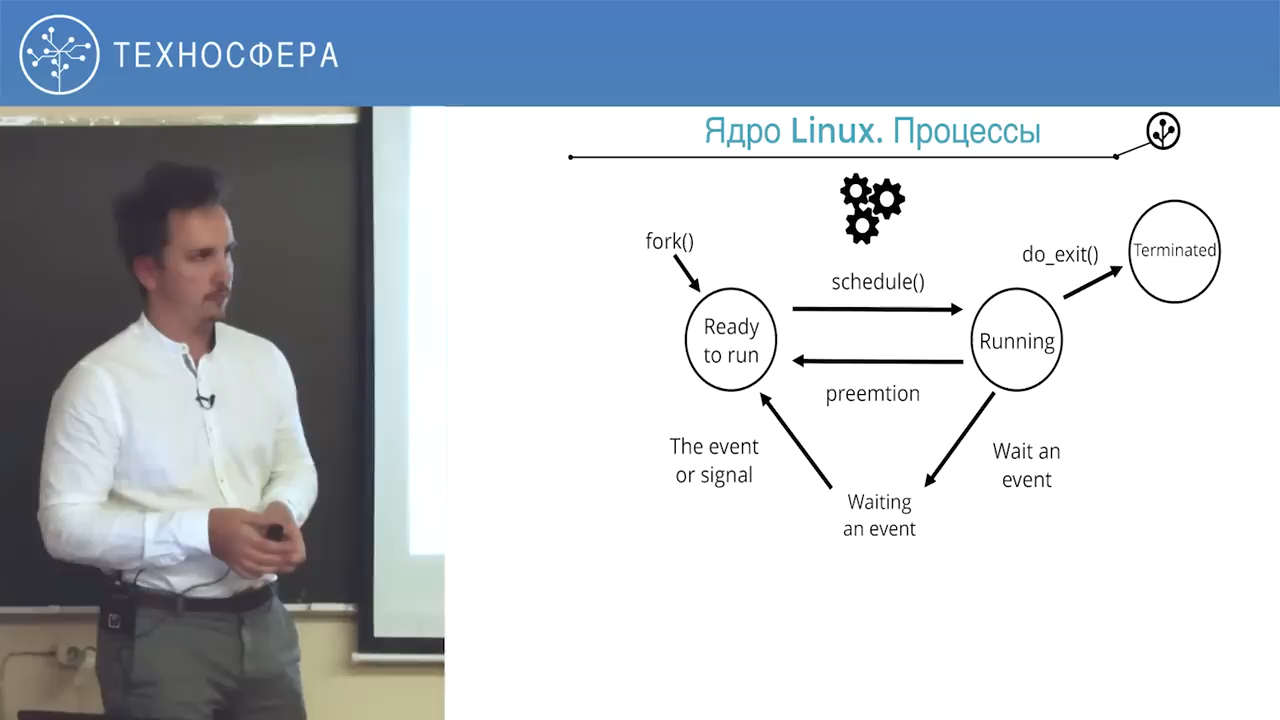 ТЕХНОСФЕРА
Ядро Linux. Процессы
fork()
do_exit()
Terminated
schedule()
Ready
to run
Running
preemtion
The event
or signal
Wait an
event
Waiting
an event